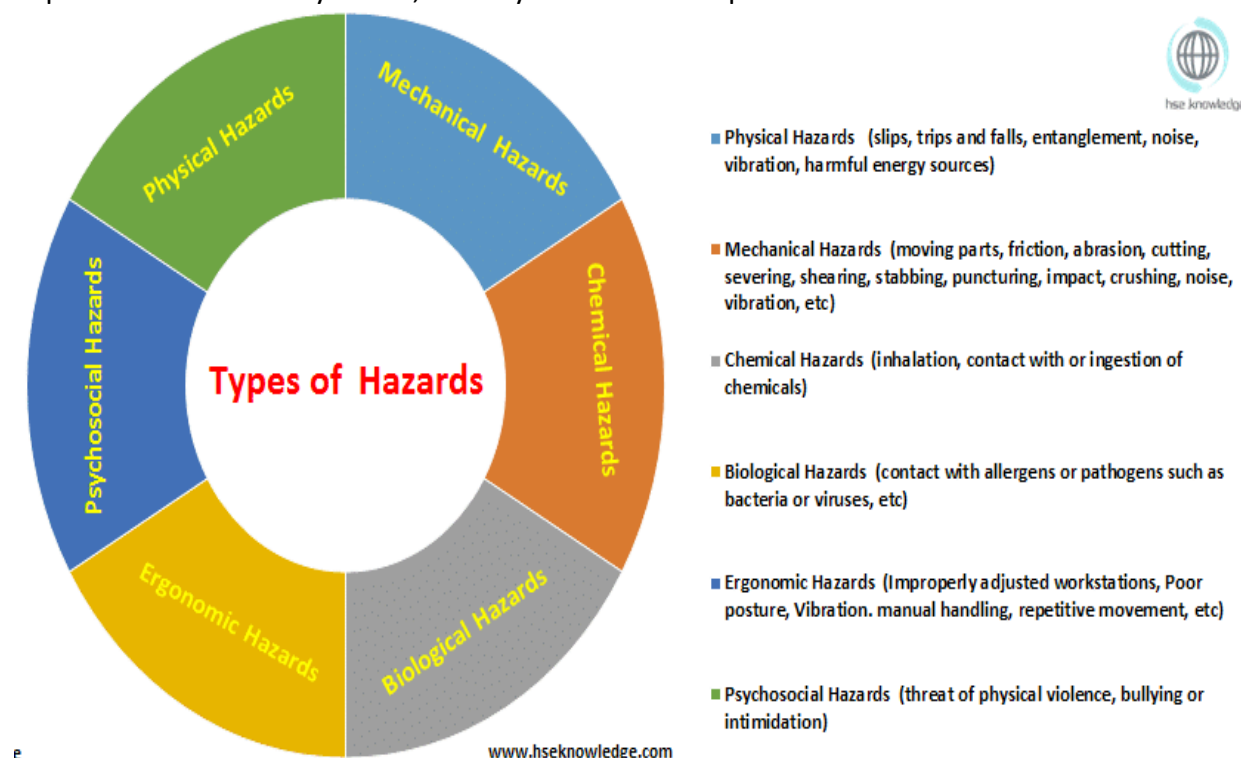 Physical Hazards
Mechanical Hazards
Psychosocial Hazards
Types of Hazards
Chemical Hazards
Ergonomic Hazards
Biological Hazards
e
www.hseknowledge.com
Physical Hazards (slips, trips and falls, entanglement, noise,
vibration, harmful energy sources)
Mechanical Hazards (moving parts, friction, abrasion, cutting,
severing, shearing, stabbing, puncturing, impact, crushing, noise,
vibration, etc)
Chemical Hazards (inhalation, contact with or ingestion of
chemicals)
Biological Hazards (contact with allergens or pathogens such as
bacteria or viruses, etc)
Ergonomic Hazards (Improperly adjusted workstations, Poor
posture, Vibration. manual handling, repetitive movement, etc)
Psychosocial Hazards (threat of physical violence, bullying or
intimidation)